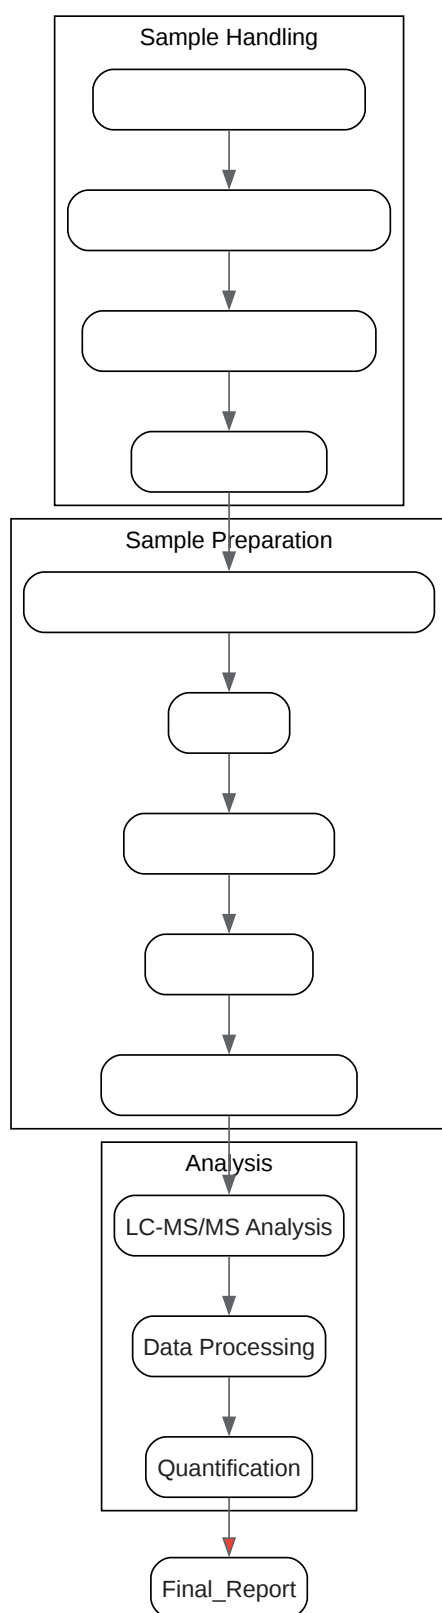 Sample Handling
Sample Preparation
Analysis
LC-MS/MS Analysis
Data Processing
Quantification
Final_Report